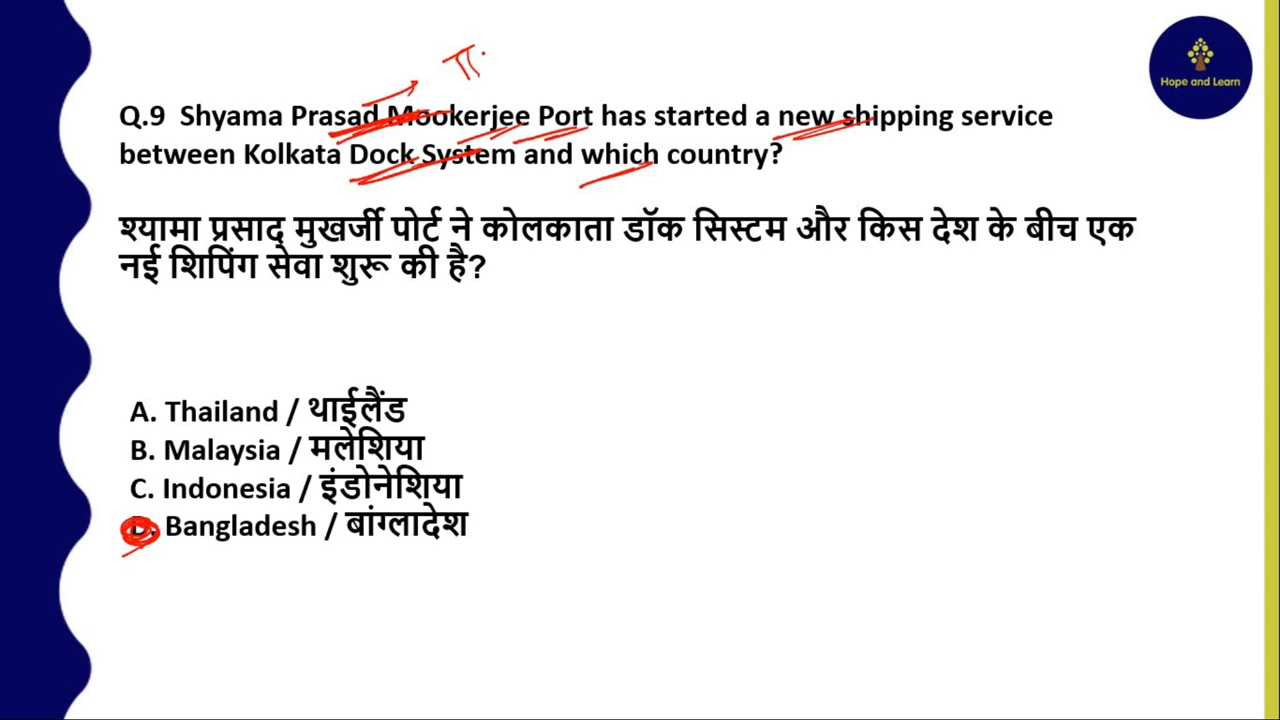 Hope and Learn
Q.9 Shyama Prasad Mookerjee Port has started a new shipping service
between Kolkata Dock System and which country?
श्यामा प्रसाद मुखर्जी पोर्ट ने कोलकाता डॉक सिस्टम और किस देश के बीच एक
नई शिपिंग सेवा शुरू की है?
A. Thailand / थाईलैंड
B. Malaysia / मलेशिया
C. Indonesia / इंडोनेशिया
D. Bangladesh / बांग्लादेश